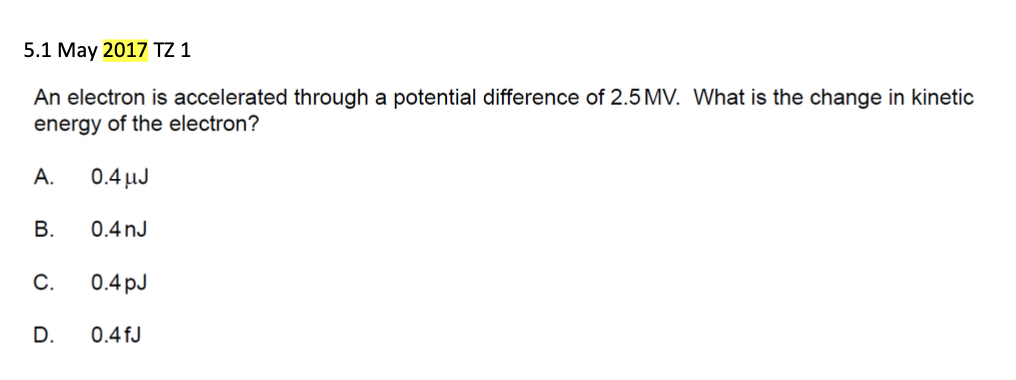 5.1 May 2017 TZ 1
An electron is accelerated through a potential difference of 2.5 MV. What is the change in kinetic
energy of the electron?
A. 0.4 μJ
B. 0.4 nJ
C. 0.4 pJ
D. 0.4 fJ